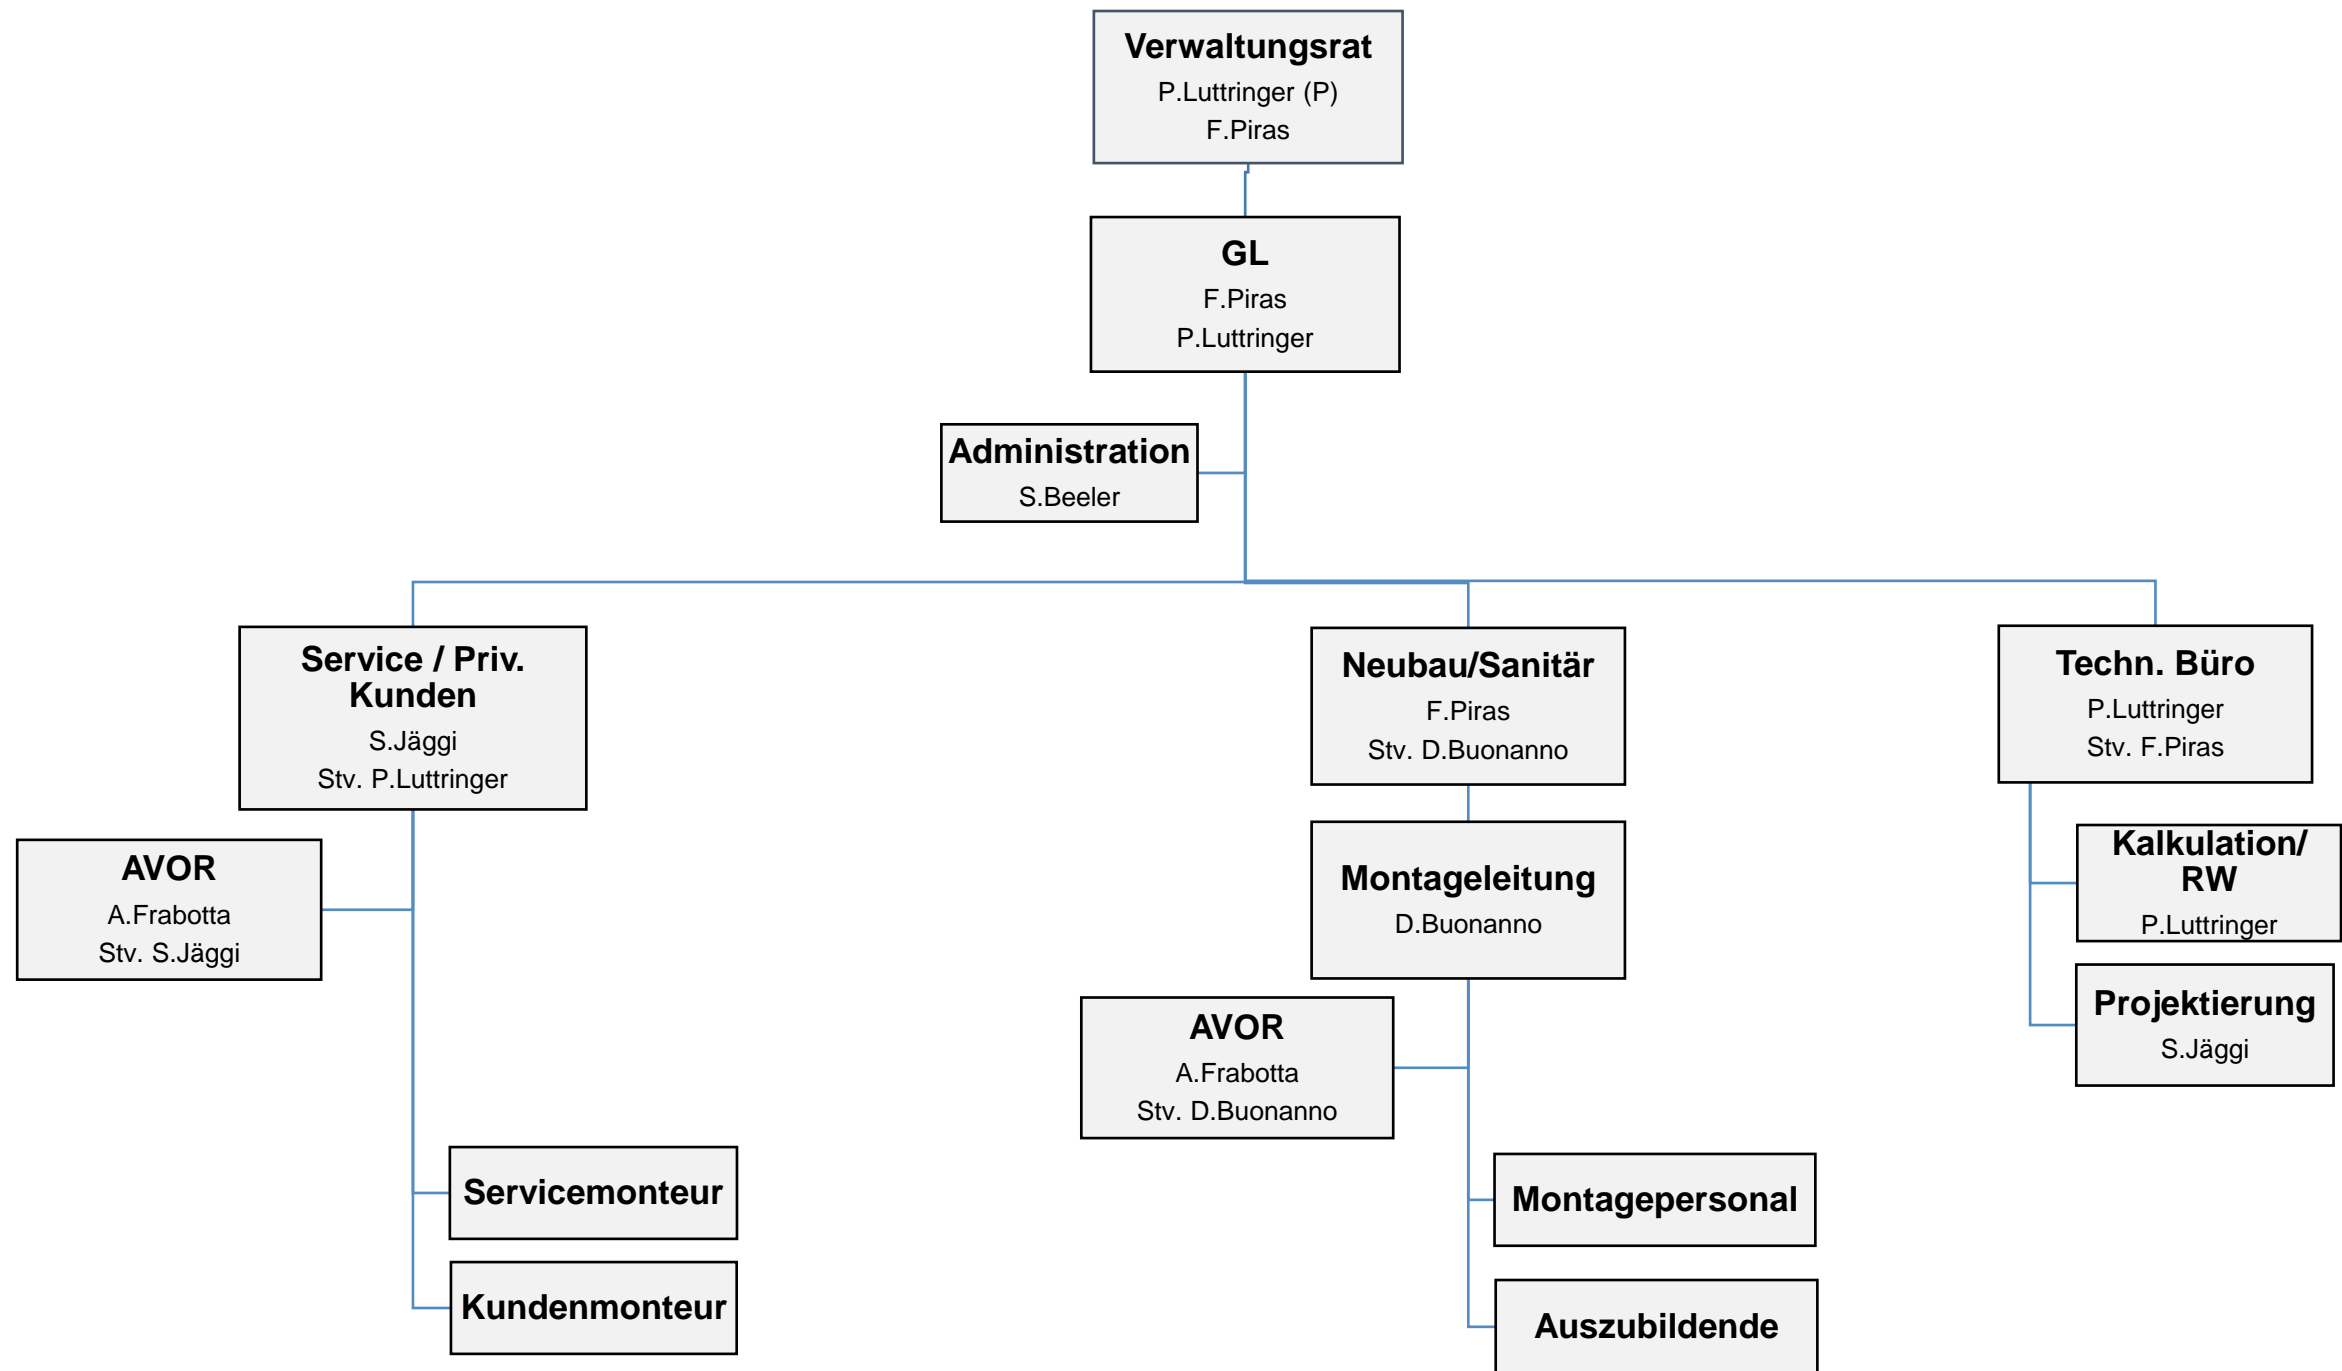 Verwaltungsrat
P.Luttringer (P)
F.Piras
GL
F.Piras
P.Luttringer
Administration
S.Beeler
Service / Priv.
Kunden
S.Jäggi
Stv. P.Luttringer
Neubau/Sanitär
F.Piras
Stv. D.Buonanno
Techn. Büro
P.Luttringer
Stv. F.Piras
AVOR
A.Frabotta
Stv. S.Jäggi
Montageleitung
D.Buonanno
Kalkulation/
RW
P.Luttringer
Projektierung
S.Jäggi
AVOR
A.Frabotta
Stv. D.Buonanno
Servicemonteur
Kundenmonteur
Montagepersonal
Auszubildende